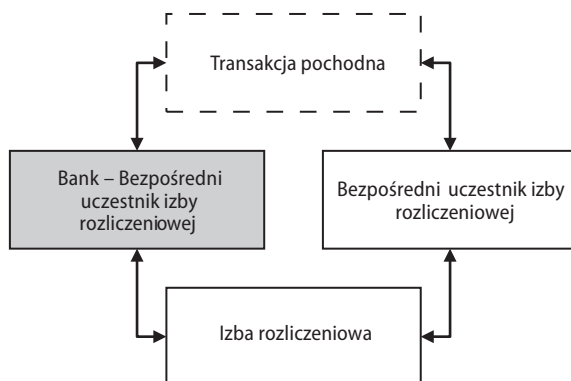 Transakcja pochodna
Bank – Bezpośredni
uczestnik izby
rozliczeniowej
Bezpośredni uczestnik izby
rozliczeniowej
Izba rozliczeniowa